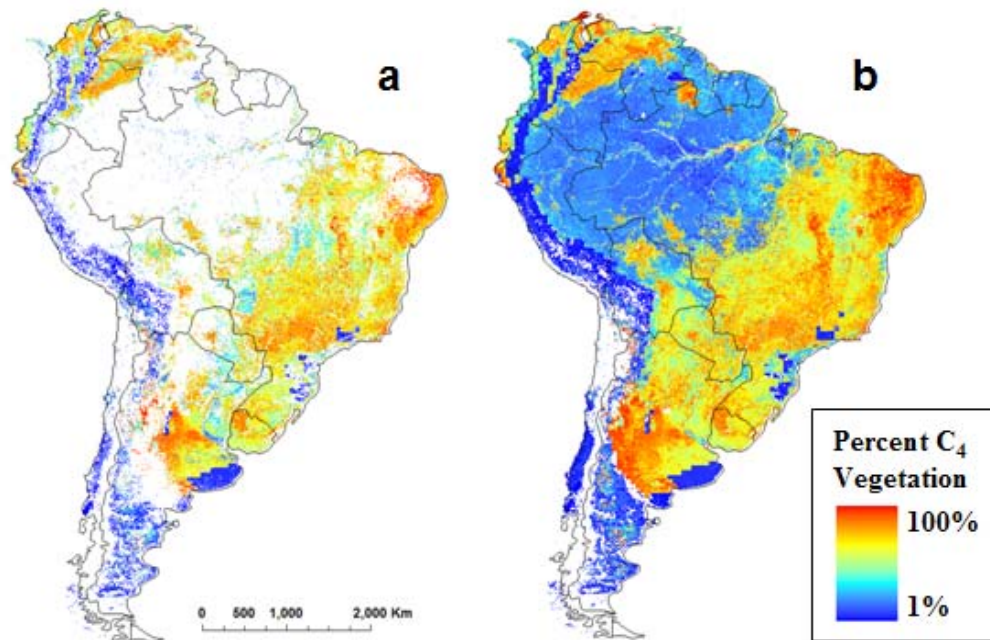 a
b
0 500 1,000 2,000 Km
Percent C₄
Vegetation
100%
1%